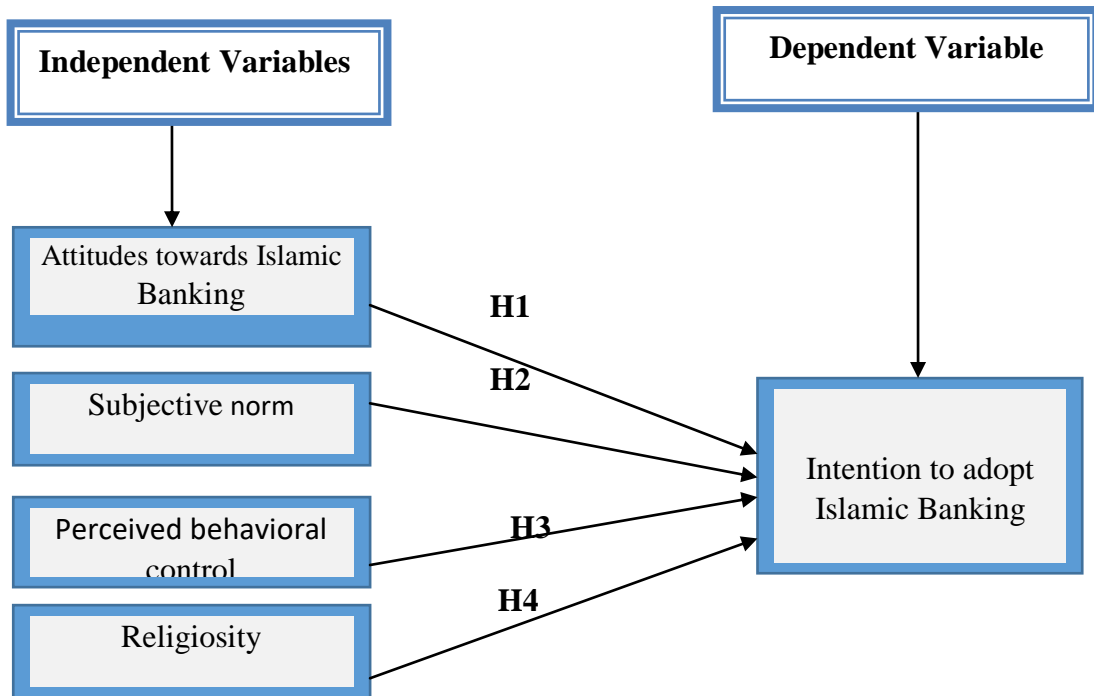 Independent Variables
Dependent Variable
Attitudes towards Islamic
Banking
H1
H2
Subjective norm
Intention to adopt
Islamic Banking
Perceived behavioral
control
H3
H4
Religiosity